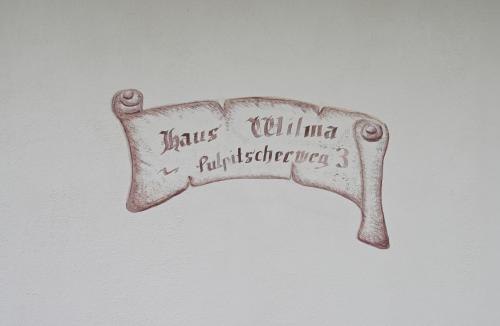 Haus Wilma
Pulpitscherweg 3